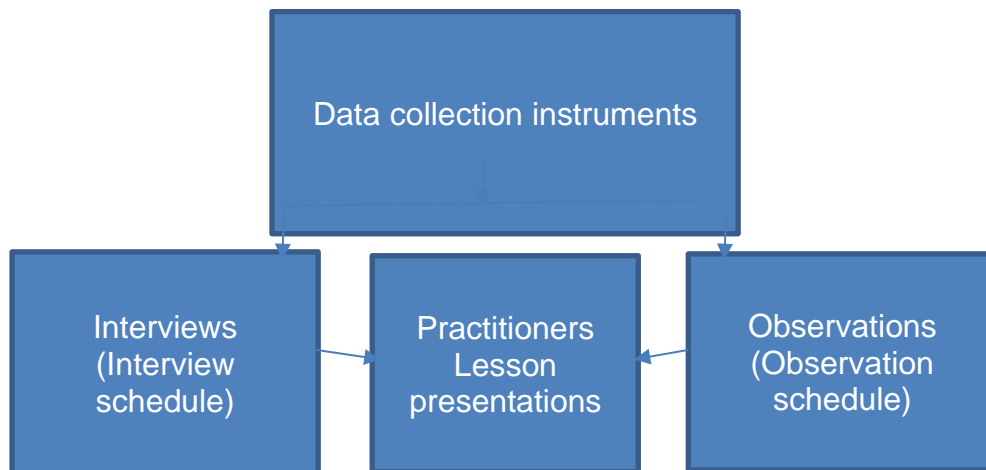 Data collection instruments
Interviews
(Interview
schedule)
Practitioners
Lesson
presentations
Observations
(Observation
schedule)